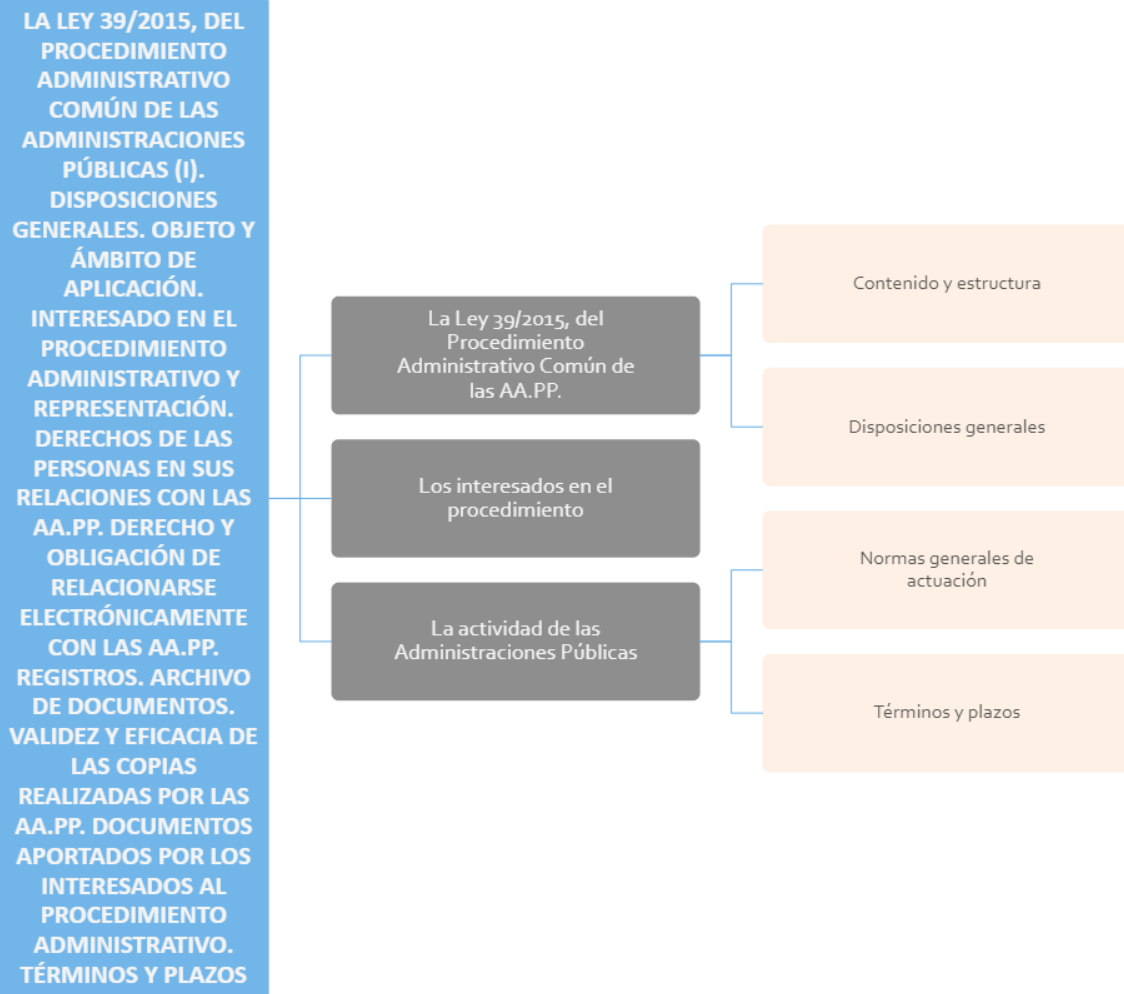 LA LEY 39/2015, DEL
PROCEDIMIENTO
ADMINISTRATIVO
COMÚN DE LAS
ADMINISTRACIONES
PÚBLICAS (I).
DISPOSICIONES
GENERALES. OBJETO Y
ÁMBITO DE
APLICACIÓN.
INTERESADO EN EL
PROCEDIMIENTO
ADMINISTRATIVO Y
REPRESENTACIÓN.
DERECHOS DE LAS
PERSONAS EN SUS
RELACIONES CON LAS
AA.PP. DERECHO Y
OBLIGACIÓN DE
RELACIONARSE
ELECTRÓNICAMENTE
CON LAS AA.PP.
REGISTROS. ARCHIVO
DE DOCUMENTOS.
VALIDEZ Y EFICACIA DE
LAS COPIAS
REALIZADAS POR LAS
AA.PP. DOCUMENTOS
APORTADOS POR LOS
INTERESADOS AL
PROCEDIMIENTO
ADMINISTRATIVO.
TÉRMINOS Y PLAZOS
La Ley 39/2015, del
Procedimiento
Administrativo Común de
las AA.PP.
Contenido y estructura
Disposiciones generales
Los interesados en el
procedimiento
La actividad de las
Administraciones Públicas
Normas generales de
actuación
Términos y plazos